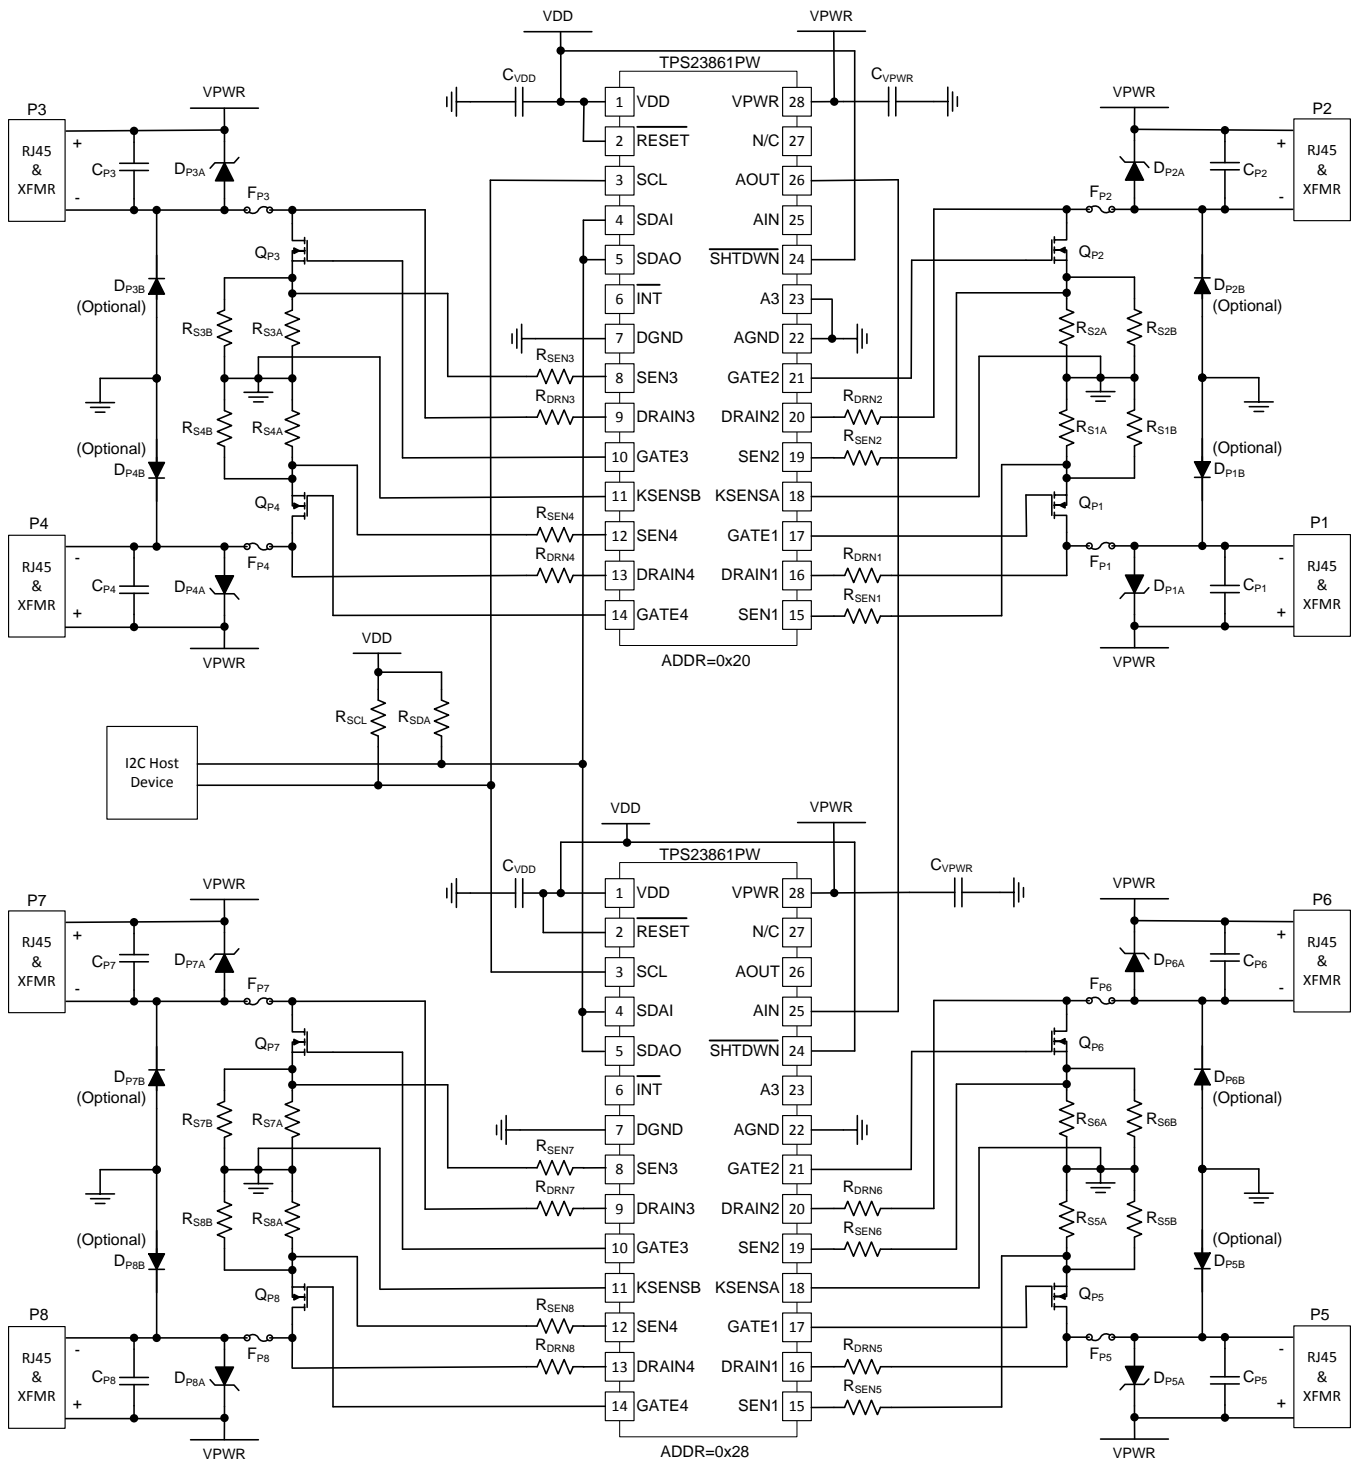 VDD
VPWR
TPS23861PW
CVDD
CVPWR
1 VDD
2 RESET
3 SCL
4 SDAI
5 SDAO
6 INT
7 DGND
8 SEN3
9 DRAIN3
10 GATE3
11 KSENSB
12 SEN4
13 DRAIN4
14 GATE4
VPWR 28
N/C 27
AOUT 26
AIN 25
SHTDWN 24
A3 23
AGND 22
GATE2 21
DRAIN2 20
SEN2 19
KSENSA 18
GATE1 17
DRAIN1 16
SEN1 15
ADDR=0x20
P3
VPWR
RJ45
&
XFMR
+
-
CP3
DP3A
FP3
QP3
DP3B
(Optional)
RS3B
RS3A
RSEN3
RDRN3
RS4B
RS4A
(Optional)
DP4B
QP4
RSEN4
RDRN4
P4
RJ45
&
XFMR
-
+
CP4
DP4A
FP4
VPWR
VPWR
P2
RJ45
&
XFMR
+
-
CP2
DP2A
FP2
QP2
DP2B
(Optional)
RS2A
RS2B
RDRN2
RSEN2
RS1A
RS1B
(Optional)
DP1B
QP1
RDRN1
RSEN1
P1
RJ45
&
XFMR
-
+
CP1
DP1A
FP1
VPWR
VDD
RSCL
RSDA
I2C Host
Device
VDD
VPWR
TPS23861PW
CVDD
CVPWR
1 VDD
2 RESET
3 SCL
4 SDAI
5 SDAO
6 INT
7 DGND
8 SEN3
9 DRAIN3
10 GATE3
11 KSENSB
12 SEN4
13 DRAIN4
14 GATE4
VPWR 28
N/C 27
AOUT 26
AIN 25
SHTDWN 24
A3 23
AGND 22
GATE2 21
DRAIN2 20
SEN2 19
KSENSA 18
GATE1 17
DRAIN1 16
SEN1 15
ADDR=0x28
P7
VPWR
RJ45
&
XFMR
+
-
CP7
DP7A
FP7
QP7
DP7B
(Optional)
RS7B
RS7A
RSEN7
RDRN7
RS8B
RS8A
(Optional)
DP8B
QP8
RSEN8
RDRN8
P8
RJ45
&
XFMR
-
+
CP8
DP8A
FP8
VPWR
VPWR
P6
RJ45
&
XFMR
+
-
CP6
DP6A
FP6
QP6
DP6B
(Optional)
RS6A
RS6B
RDRN6
RSEN6
RS5A
RS5B
(Optional)
DP5B
QP5
RDRN5
RSEN5
P5
RJ45
&
XFMR
-
+
CP5
DP5A
FP5
VPWR